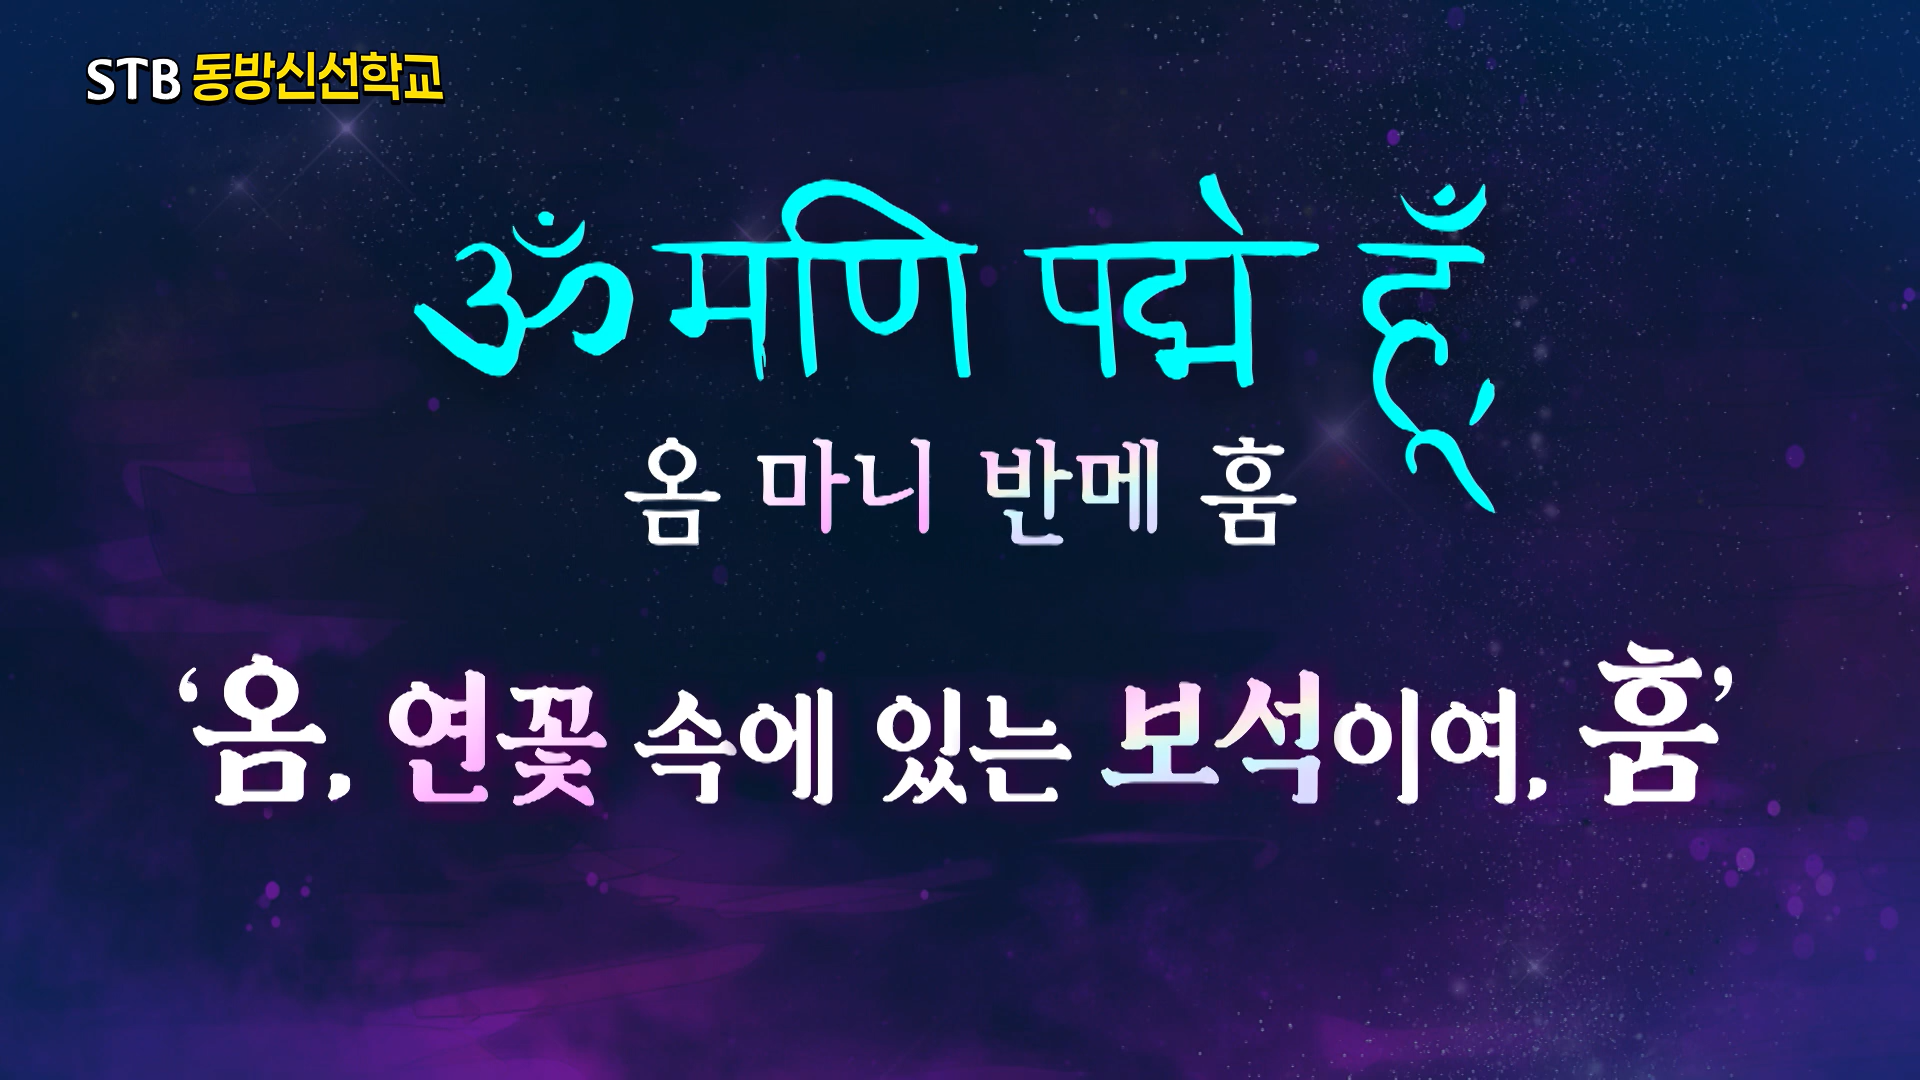 STB 동방신선학교
ॐ मणि पद्मे हूँ
옴 마니 반메 훔
‘옴, 연꽃 속에 있는 보석이여, 훔’